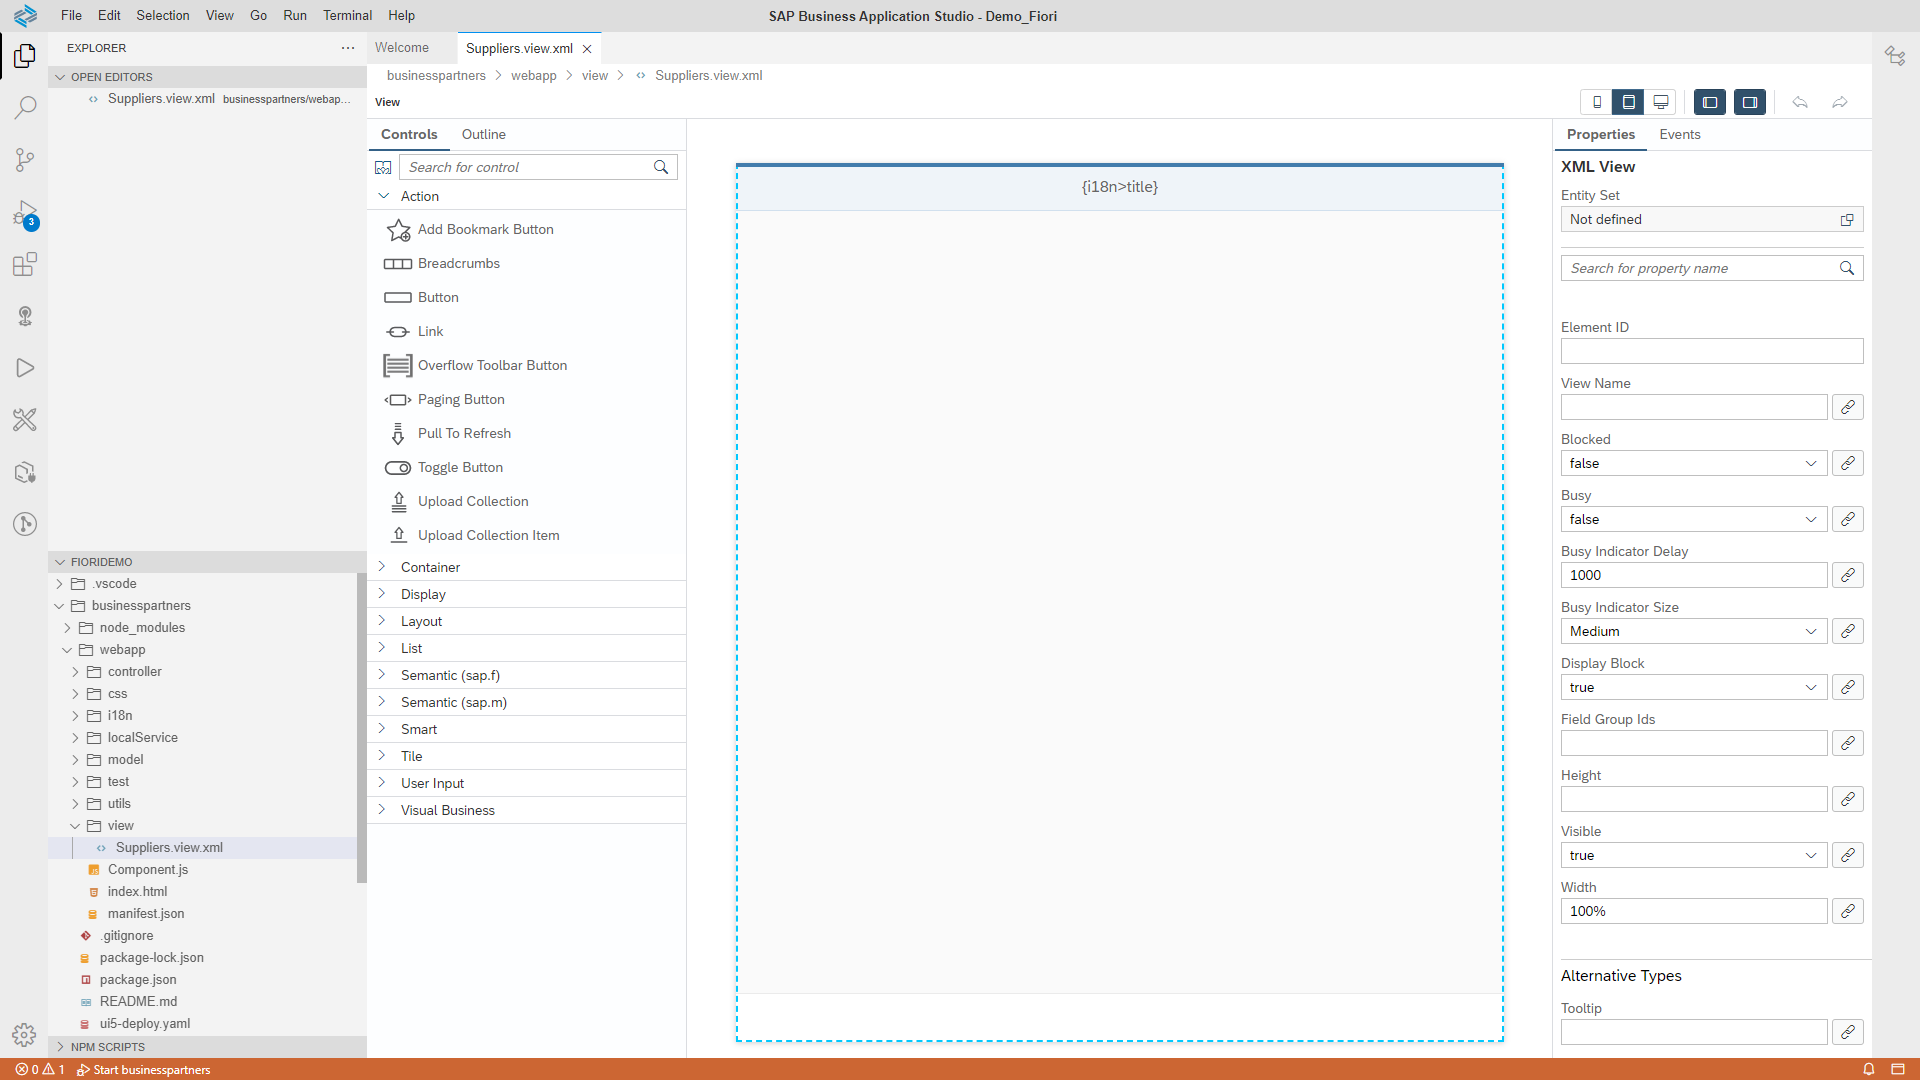 File Edit Selection View Go Run Terminal Help
SAP Business Application Studio - Demo_Fiori
EXPLORER
OPEN EDITORS
Suppliers.view.xml businesspartners/webap...
3
FIORIDEMO
.vscode
businesspartners
node_modules
webapp
controller
css
i18n
localService
model
test
utils
view
Suppliers.view.xml
Component.js
index.html
manifest.json
.gitignore
package-lock.json
package.json
README.md
ui5-deploy.yaml
NPM SCRIPTS
Welcome
Suppliers.view.xml
businesspartners webapp view Suppliers.view.xml
View
Controls Outline
Search for control
Action
Add Bookmark Button
Breadcrumbs
Button
Link
Overflow Toolbar Button
Paging Button
Pull To Refresh
Toggle Button
Upload Collection
Upload Collection Item
Container
Display
Layout
List
Semantic (sap.f)
Semantic (sap.m)
Smart
Tile
User Input
Visual Business
{i18n>title}
Properties Events
XML View
Entity Set
Not defined
Search for property name
Element ID
View Name
Blocked
false
Busy
false
Busy Indicator Delay
1000
Busy Indicator Size
Medium
Display Block
true
Field Group Ids
Height
Visible
true
Width
100%
Alternative Types
Tooltip
0 1 Start businesspartners